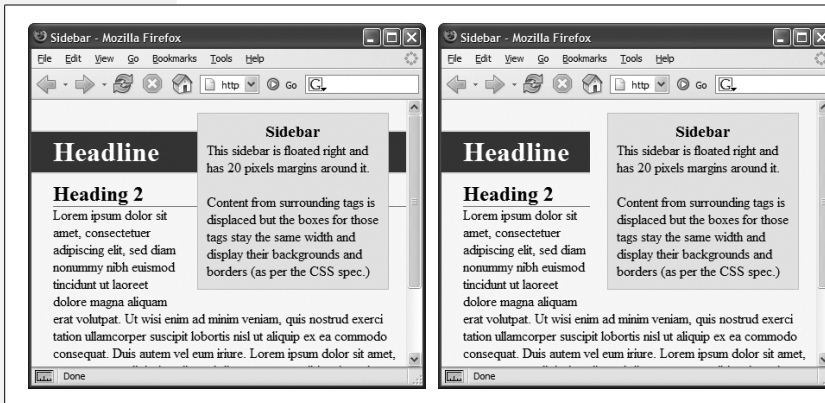 Sidebar - Mozilla Firefox
File Edit View Go Bookmarks Tools Help
http Go G
Sidebar
This sidebar is floated right and
has 20 pixels margins around it.
Content from surrounding tags is
displaced but the boxes for those
tags stay the same width and
display their backgrounds and
borders (as per the CSS spec.)
Headline
Heading 2
Lorem ipsum dolor sit
amet, consectetuer
adipiscing elit, sed diam
nonummy nibh euismod
tincidunt ut laoreet
dolore magna aliquam
erat volutpat. Ut wisi enim ad minim veniam, quis nostrud exerci
tation ullamcorper suscipit lobortis nisl ut aliquip ex ea commodo
consequat. Duis autem vel eum iriure. Lorem ipsum dolor sit amet,
Done
Sidebar - Mozilla Firefox
File Edit View Go Bookmarks Tools Help
http Go G
Sidebar
This sidebar is floated right and
has 20 pixels margins around it.
Content from surrounding tags is
displaced but the boxes for those
tags stay the same width and
display their backgrounds and
borders (as per the CSS spec.)
Headline
Heading 2
Lorem ipsum dolor sit
amet, consectetuer
adipiscing elit, sed diam
nonummy nibh euismod
tincidunt ut laoreet
dolore magna aliquam
erat volutpat. Ut wisi enim ad minim veniam, quis nostrud exerci
tation ullamcorper suscipit lobortis nisl ut aliquip ex ea commodo
consequat. Duis autem vel eum iriure. Lorem ipsum dolor sit amet,
Done